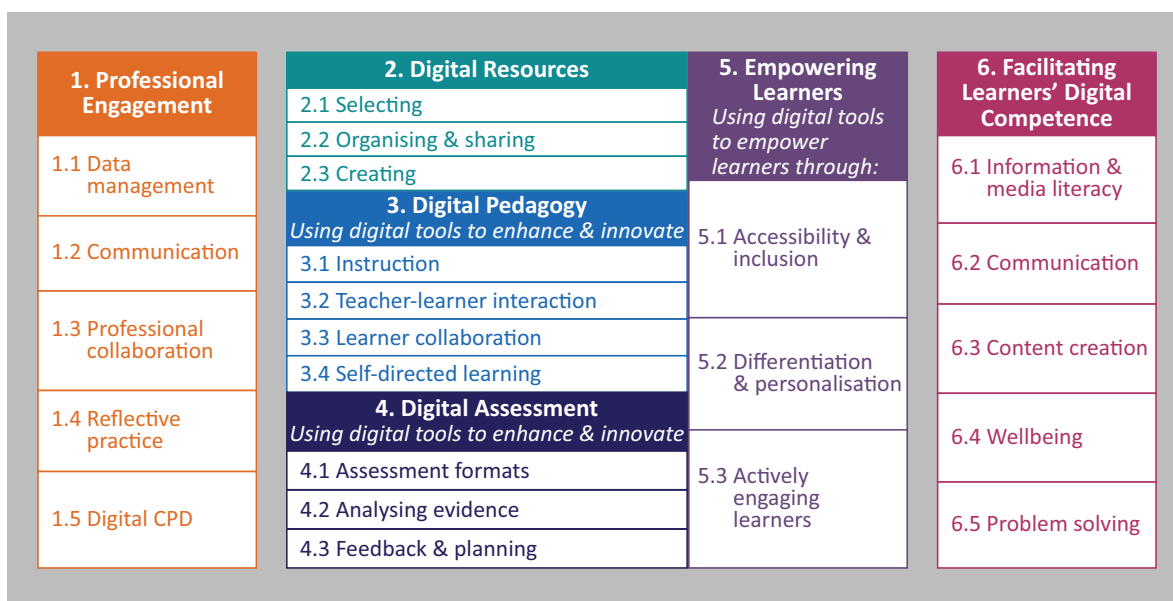 1. Professional
Engagement
1.1 Data
management
1.2 Communication
1.3 Professional
collaboration
1.4 Reflective
practice
1.5 Digital CPD
2. Digital Resources
2.1 Selecting
2.2 Organising & sharing
2.3 Creating
3. Digital Pedagogy
Using digital tools to enhance & innovate
3.1 Instruction
3.2 Teacher-learner interaction
3.3 Learner collaboration
3.4 Self-directed learning
4. Digital Assessment
Using digital tools to enhance & innovate
4.1 Assessment formats
4.2 Analysing evidence
4.3 Feedback & planning
5. Empowering
Learners
Using digital tools
to empower
learners through:
5.1 Accessibility &
inclusion
5.2 Differentiation
& personalisation
5.3 Actively
engaging
learners
6. Facilitating
Learners’ Digital
Competence
6.1 Information &
media literacy
6.2 Communication
6.3 Content creation
6.4 Wellbeing
6.5 Problem solving